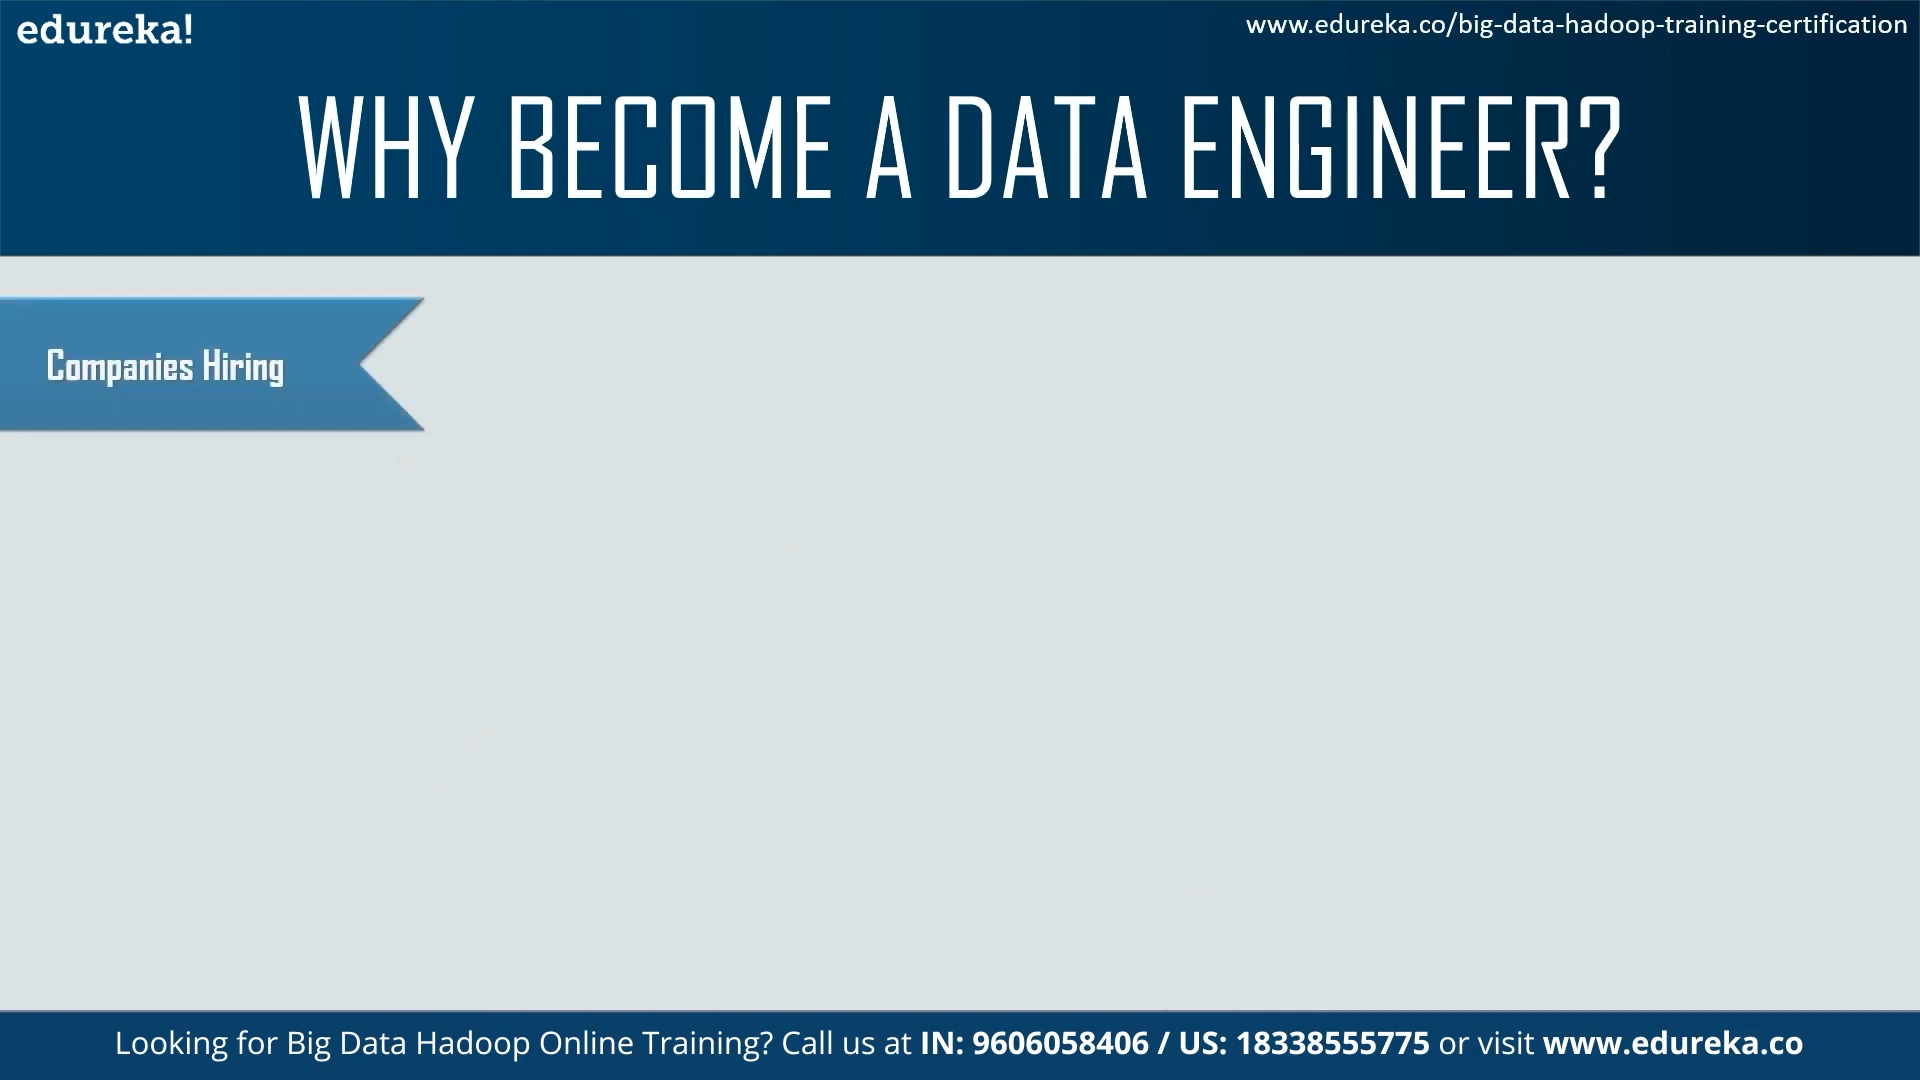 edureka!
www.edureka.co/big-data-hadoop-training-certification
WHY BECOME A DATA ENGINEER?
Companies Hiring
Looking for Big Data Hadoop Online Training? Call us at IN: 9606058406 / US: 18338555775 or visit www.edureka.co